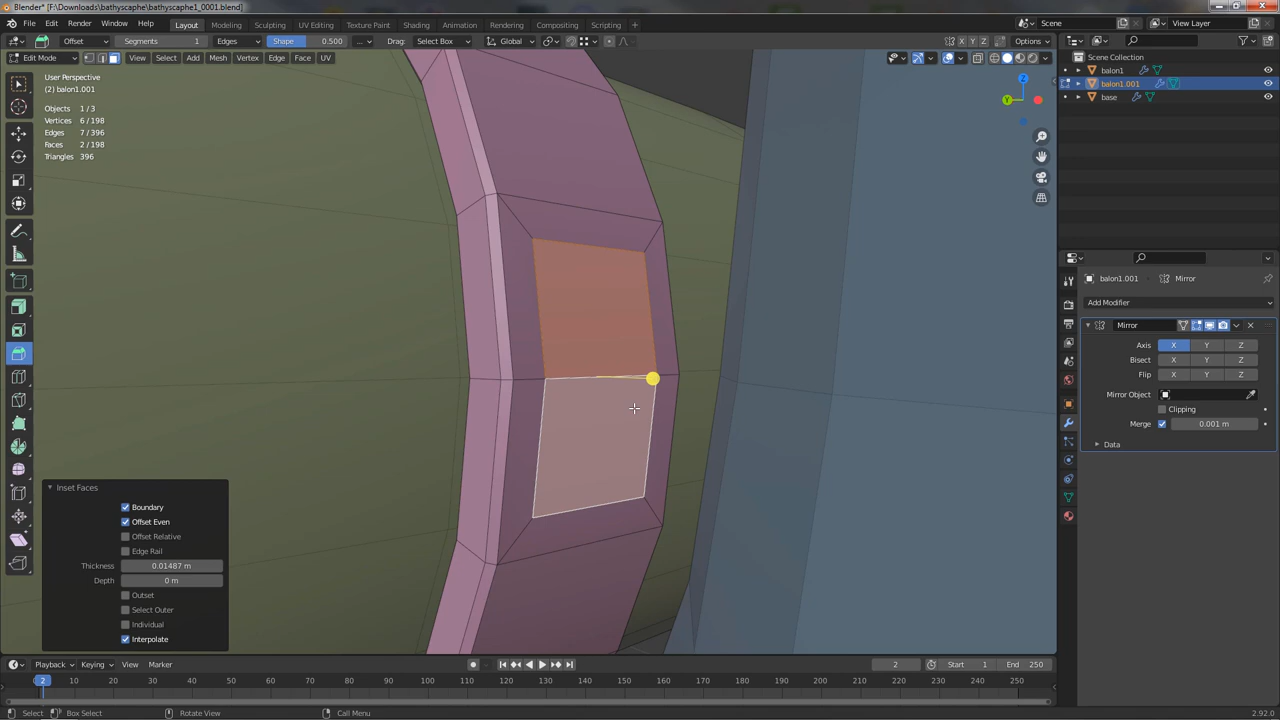 Blender* [F:\Downloads\bathyscaphe\bathyscaphe1_0001.blend]
File Edit Render Window Help Layout Modeling Sculpting UV Editing Texture Paint Shading Animation Rendering Compositing Scripting Scene View Layer
Offset Segments 1 Edges Shape 0.500 ... Drag: Select Box Global X Y Z Options
Edit Mode View Select Add Mesh Vertex Edge Face UV
User Perspective
(2) balon1.001
Objects 1/3
Vertices 6/198
Edges 7/396
Faces 2/198
Triangles 396
Z
Y
Scene Collection
balon1
balon1.001
base
balon1.001 Mirror
Add Modifier
Mirror
Axis X Y Z
Bisect X Y Z
Flip X Y Z
Mirror Object
Clipping
Merge 0.001 m
Data
Inset Faces
Boundary
Offset Even
Offset Relative
Edge Rail
Thickness 0.01487 m
Depth 0 m
Outset
Select Outer
Individual
Interpolate
Playback Keying View Marker 2 Start 1 End 250
0 2 10 20 30 40 50 60 70 80 90 100 110 120 130 140 150 160 170 180 190 200 210 220 230 240 250
Select Box Select Rotate View Call Menu 2.92.0